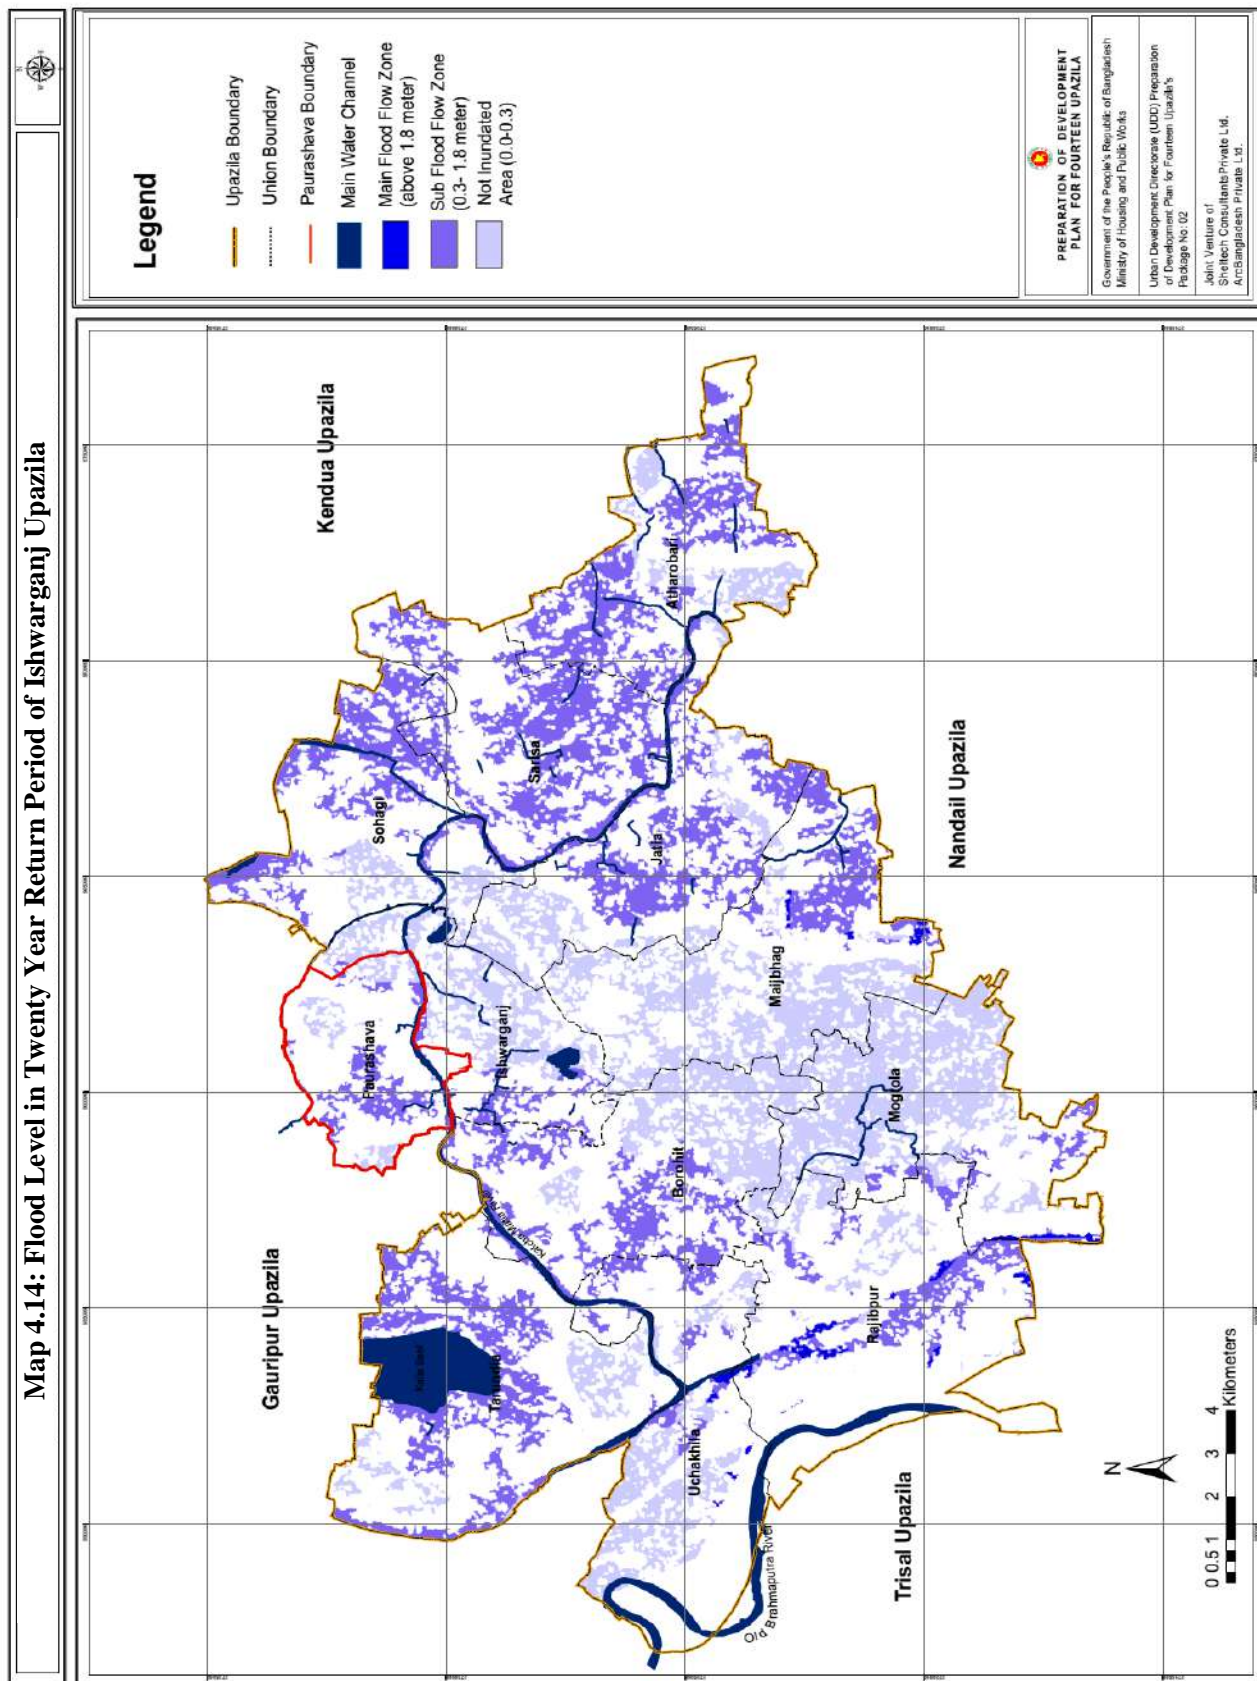 Map 4.14: Flood Level in Twenty Year Return Period of Ishwarganj Upazila
N
Legend
Upazila Boundary
Union Boundary
Paurashava Boundary
Main Water Channel
Main Flood Flow Zone
(above 1.8 meter)
Sub Flood Flow Zone
(0.3- 1.8 meter)
Not Inundated
Area (0.0-0.3)
PREPARATION OF DEVELOPMENT
PLAN FOR FOURTEEN UPAZILA
Government of the People's Republic of Bangladesh
Ministry of Housing and Public Works
Urban Development Directorate (UDD) Preparation
of Development Plan for Fourteen Upazila's
Package No: 02
Joint Venture of
Sheltech Consultants Private Ltd.
Arc Bangladesh Private Ltd.
Gauripur Upazila
Kendua Upazila
Nandail Upazila
Trisal Upazila
Tarundia
Paurashava
Sohagi
Sarisa
Atharobari
Jatia
Ishwarganj
Maijbhag
Borohit
Mogtola
Rajibpur
Uchakhila
Old Brahmaputra River
N
0 0.5 1 2 3 4
Kilometers